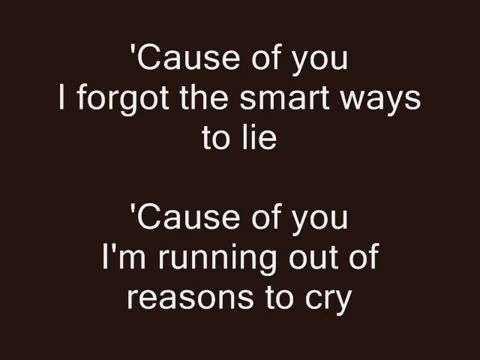 'Cause of you
I forgot the smart ways
to lie
'Cause of you
I'm running out of
reasons to cry